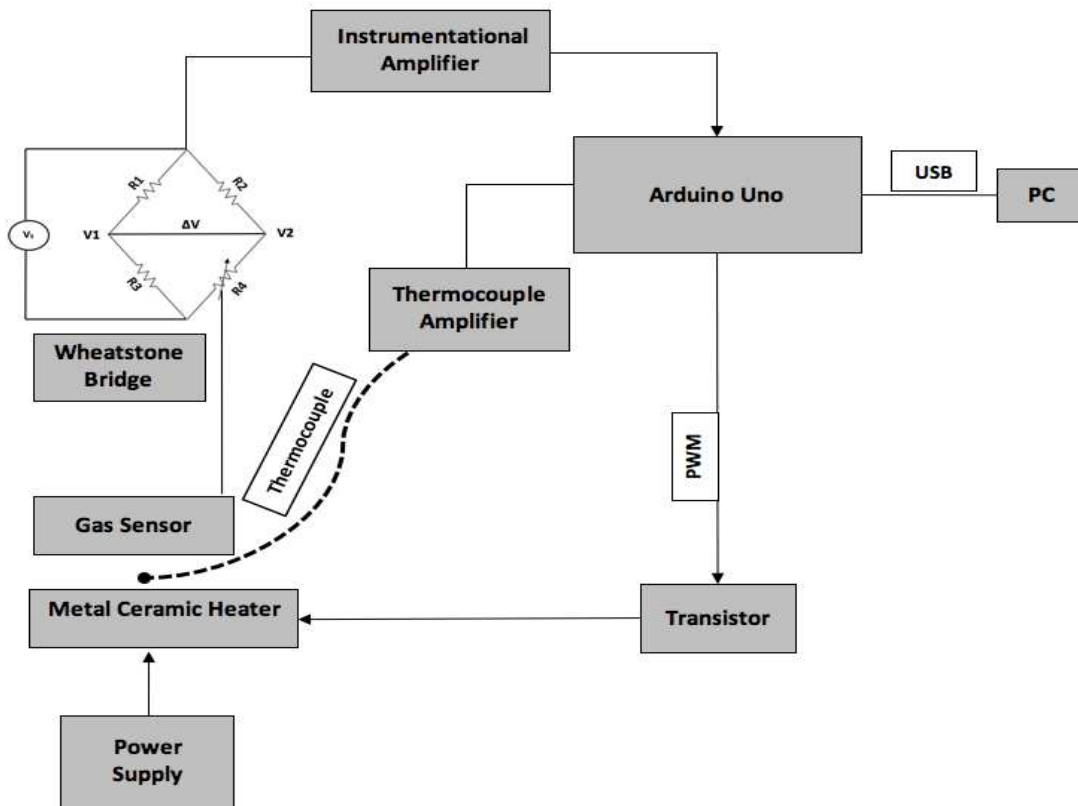 Instrumentational
Amplifier
R1
R2
USB
Arduino Uno
PC
Vs
V1
ΔV
V2
R3
R4
Thermocouple
Amplifier
Wheatstone
Bridge
Thermocouple
PWM
Gas Sensor
Metal Ceramic Heater
Transistor
Power
Supply